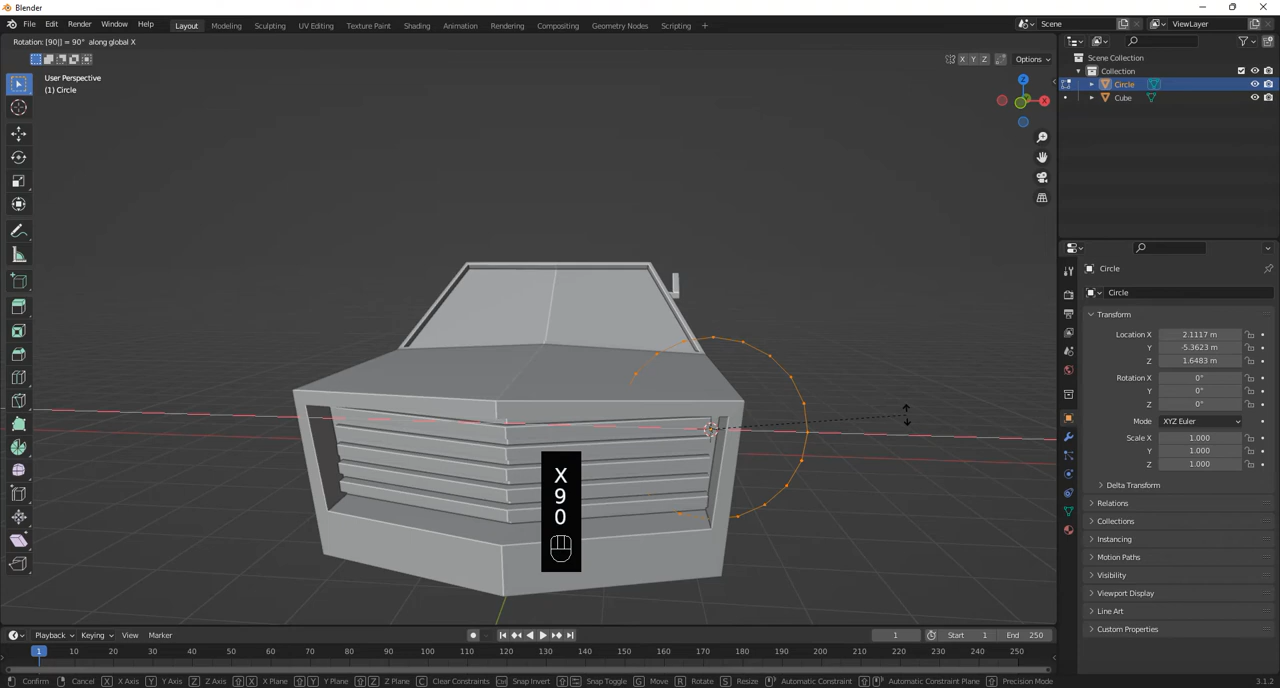 Blender
File Edit Render Window Help Layout Modeling Sculpting UV Editing Texture Paint Shading Animation Rendering Compositing Geometry Nodes Scripting + Scene ViewLayer
Rotation: [90|] = 90° along global X
X Y Z Options
User Perspective
(1) Circle
Z
X
Scene Collection
Collection
Circle
Cube
Circle
Circle
Transform
Location X 2.1117 m
Y -5.3623 m
Z 1.6483 m
Rotation X 0°
Y 0°
Z 0°
Mode XYZ Euler
Scale X 1.000
Y 1.000
Z 1.000
Delta Transform
Relations
Collections
Instancing
Motion Paths
Visibility
Viewport Display
Line Art
Custom Properties
X
9
0
Playback Keying View Marker 1 Start 1 End 250
1 10 20 30 40 50 60 70 80 90 100 110 120 130 140 150 160 170 180 190 200 210 220 230 240 250
Confirm Cancel X X Axis Y Y Axis Z Z Axis X X Plane Y Y Plane Z Z Plane C Clear Constraints Ctrl Snap Invert Snap Toggle G Move R Rotate S Resize Automatic Constraint Automatic Constraint Plane Precision Mode 3.1.2